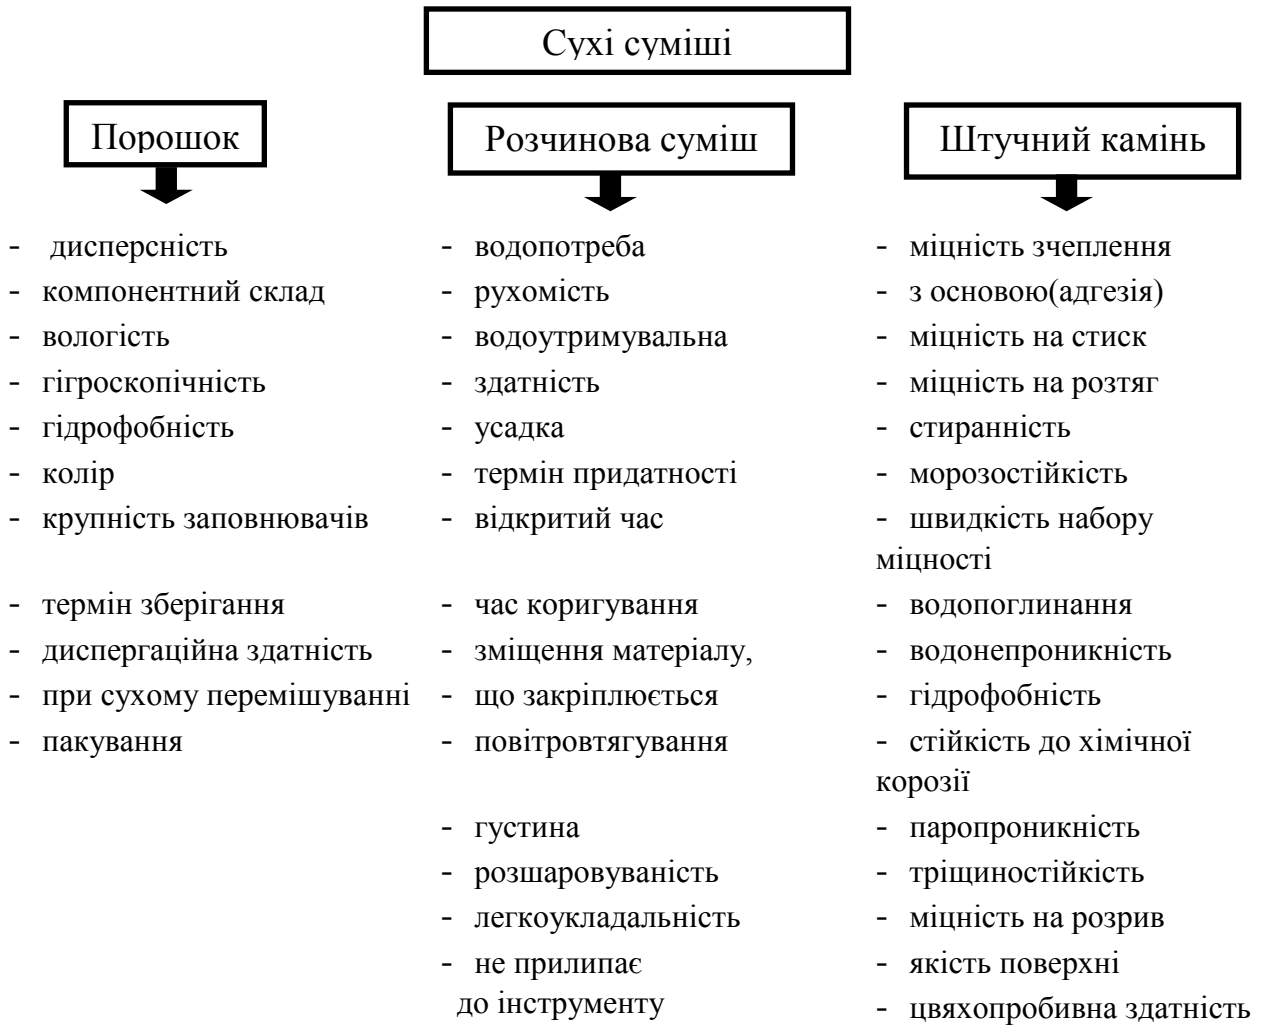 Сухі суміші
Порошок
- дисперсність
- компонентний склад
- вологість
- гігроскопічність
- гідрофобність
- колір
- крупність заповнювачів
- термін зберігання
- диспергаційна здатність
- при сухому перемішуванні
- пакування
Розчинова суміш
- водопотреба
- рухомість
- водоутримувальна
- здатність
- усадка
- термін придатності
- відкритий час
- час коригування
- зміщення матеріалу,
- що закріплюється
- повітровтягування
- густина
- розшаровуваність
- легкоукладальність
- не прилипає
до інструменту
Штучний камінь
- міцність зчеплення
- з основою(адгезія)
- міцність на стиск
- міцність на розтяг
- стиранність
- морозостійкість
- швидкість набору
міцності
- водопоглинання
- водонепроникність
- гідрофобність
- стійкість до хімічної
корозії
- паропроникність
- тріщиностійкість
- міцність на розрив
- якість поверхні
- цвяхопробивна здатність